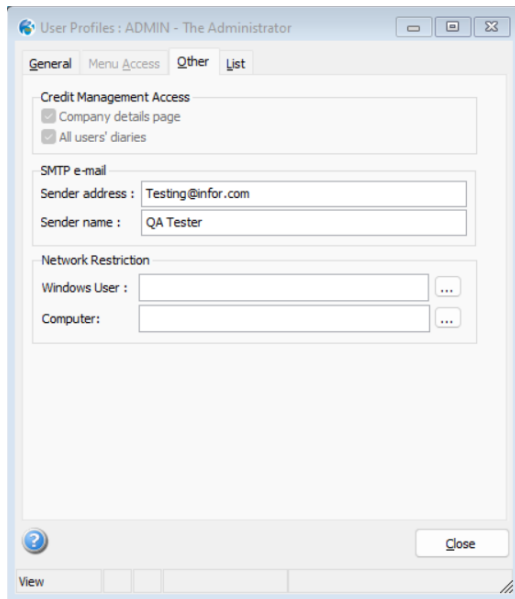 User Profiles : ADMIN - The Administrator
General Menu Access Other List
Credit Management Access
Company details page
All users' diaries
SMTP e-mail
Sender address : Testing@infor.com
Sender name : QA Tester
Network Restriction
Windows User : ...
Computer: ...
Close
View